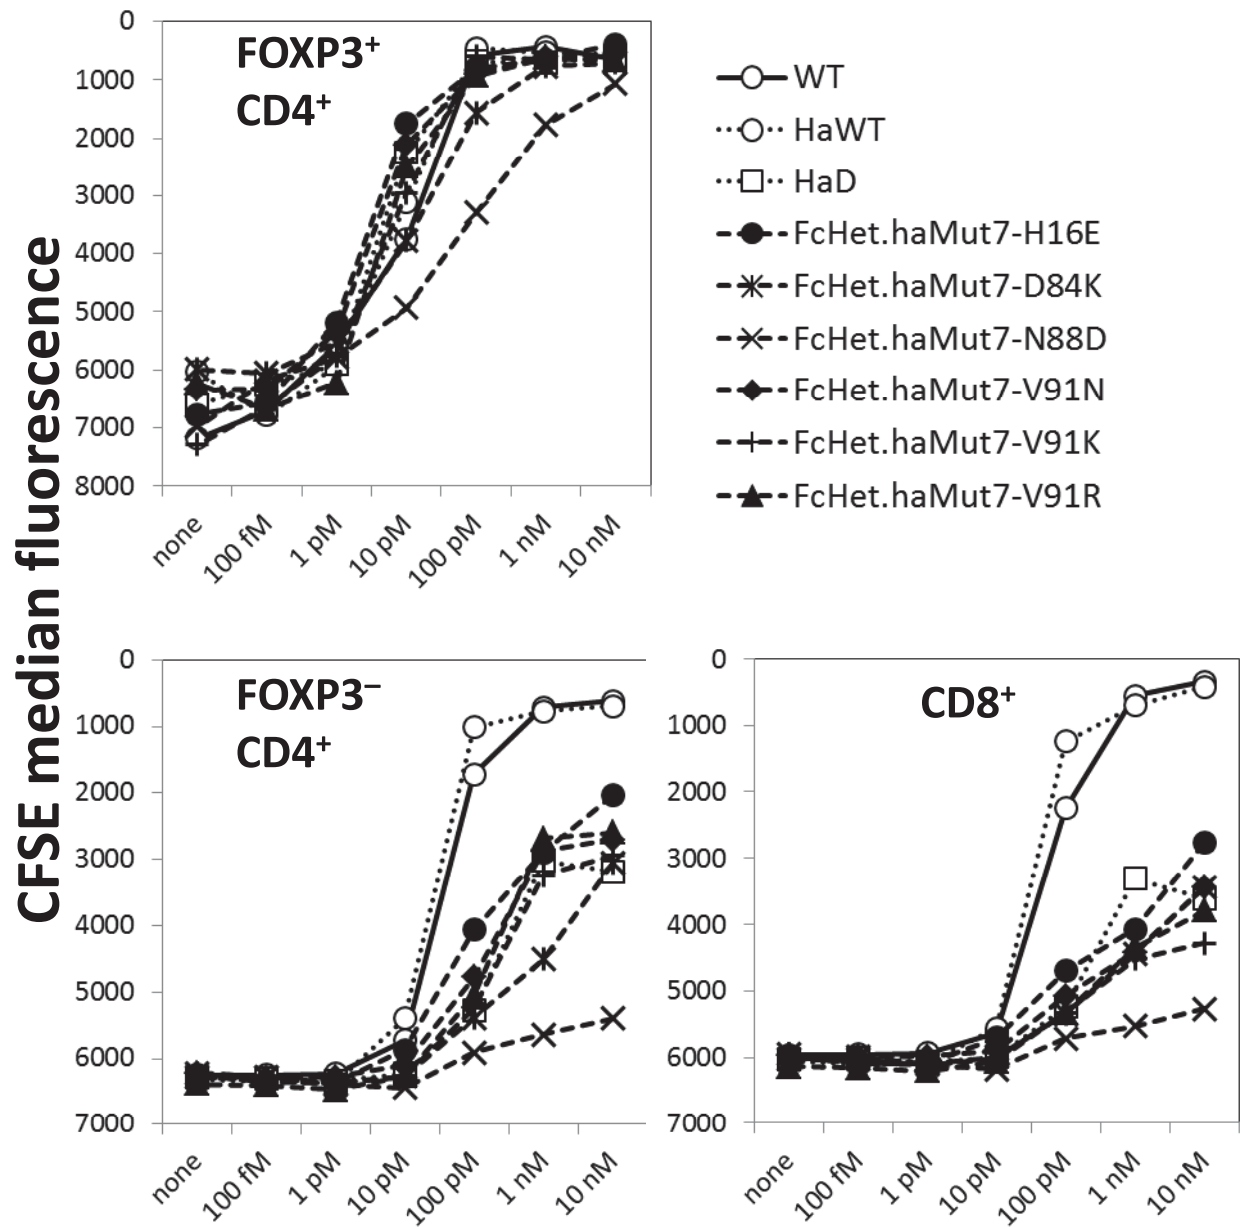 CFSE median fluorescence
FOXP3⁺
CD4⁺
0
1000
2000
3000
4000
5000
6000
7000
8000
none
100 fM
1 pM
10 pM
100 pM
1 nM
10 nM
WT
HaWT
HaD
FcHet.haMut7-H16E
FcHet.haMut7-D84K
FcHet.haMut7-N88D
FcHet.haMut7-V91N
FcHet.haMut7-V91K
FcHet.haMut7-V91R
FOXP3⁻
CD4⁺
0
1000
2000
3000
4000
5000
6000
7000
none
100 fM
1 pM
10 pM
100 pM
1 nM
10 nM
CD8⁺
0
1000
2000
3000
4000
5000
6000
7000
none
100 fM
1 pM
10 pM
100 pM
1 nM
10 nM